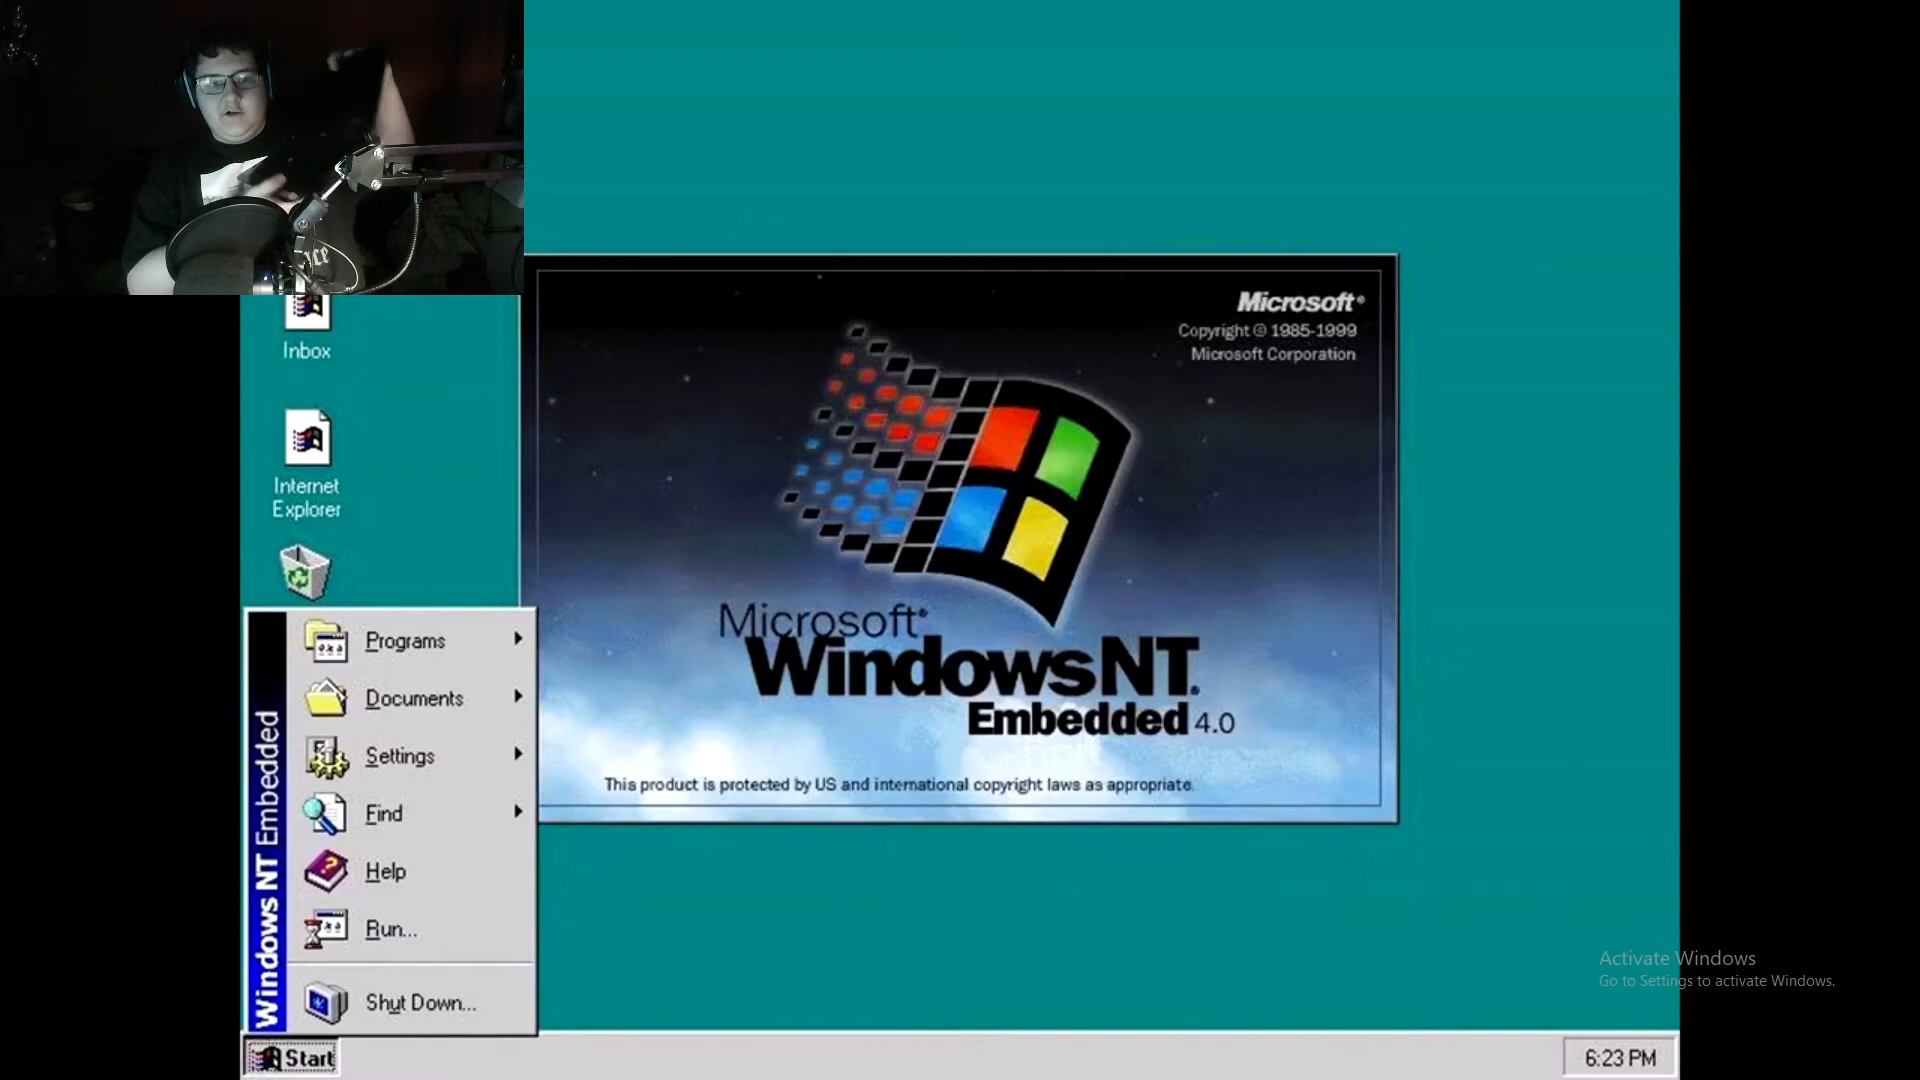 Inbox
Internet
Explorer
Microsoft®
Copyright © 1985-1999
Microsoft Corporation
Microsoft®
Windows NT®
Embedded 4.0
This product is protected by US and international copyright laws as appropriate.
Windows NT Embedded
Programs
Documents
Settings
Find
Help
Run...
Shut Down...
Activate Windows
Go to Settings to activate Windows.
Start
6:23 PM